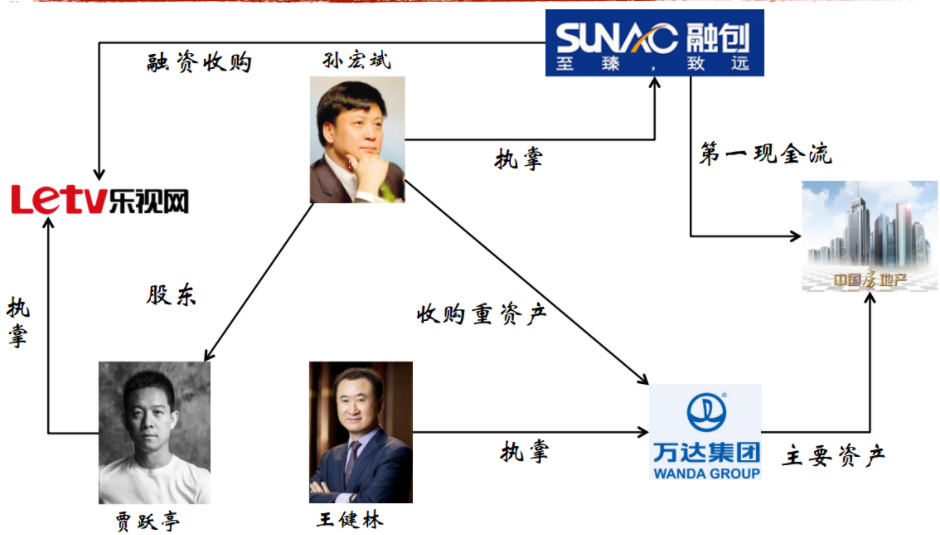 SUNAC 融创
至臻，致远
融资收购
孙宏斌
执掌
第一现金流
Letv乐视网
中国房地产
股东
收购重资产
执掌
万达集团
WANDA GROUP
执掌
主要资产
贾跃亭
王健林